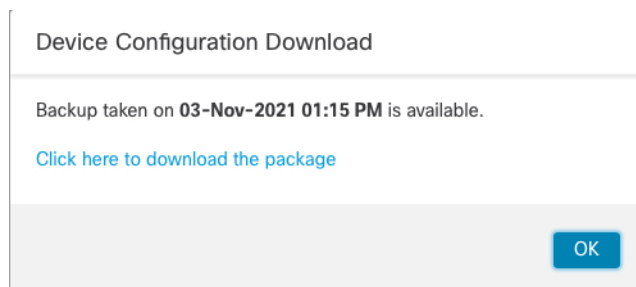 Device Configuration Download
Backup taken on 03-Nov-2021 01:15 PM is available.
Click here to download the package
OK